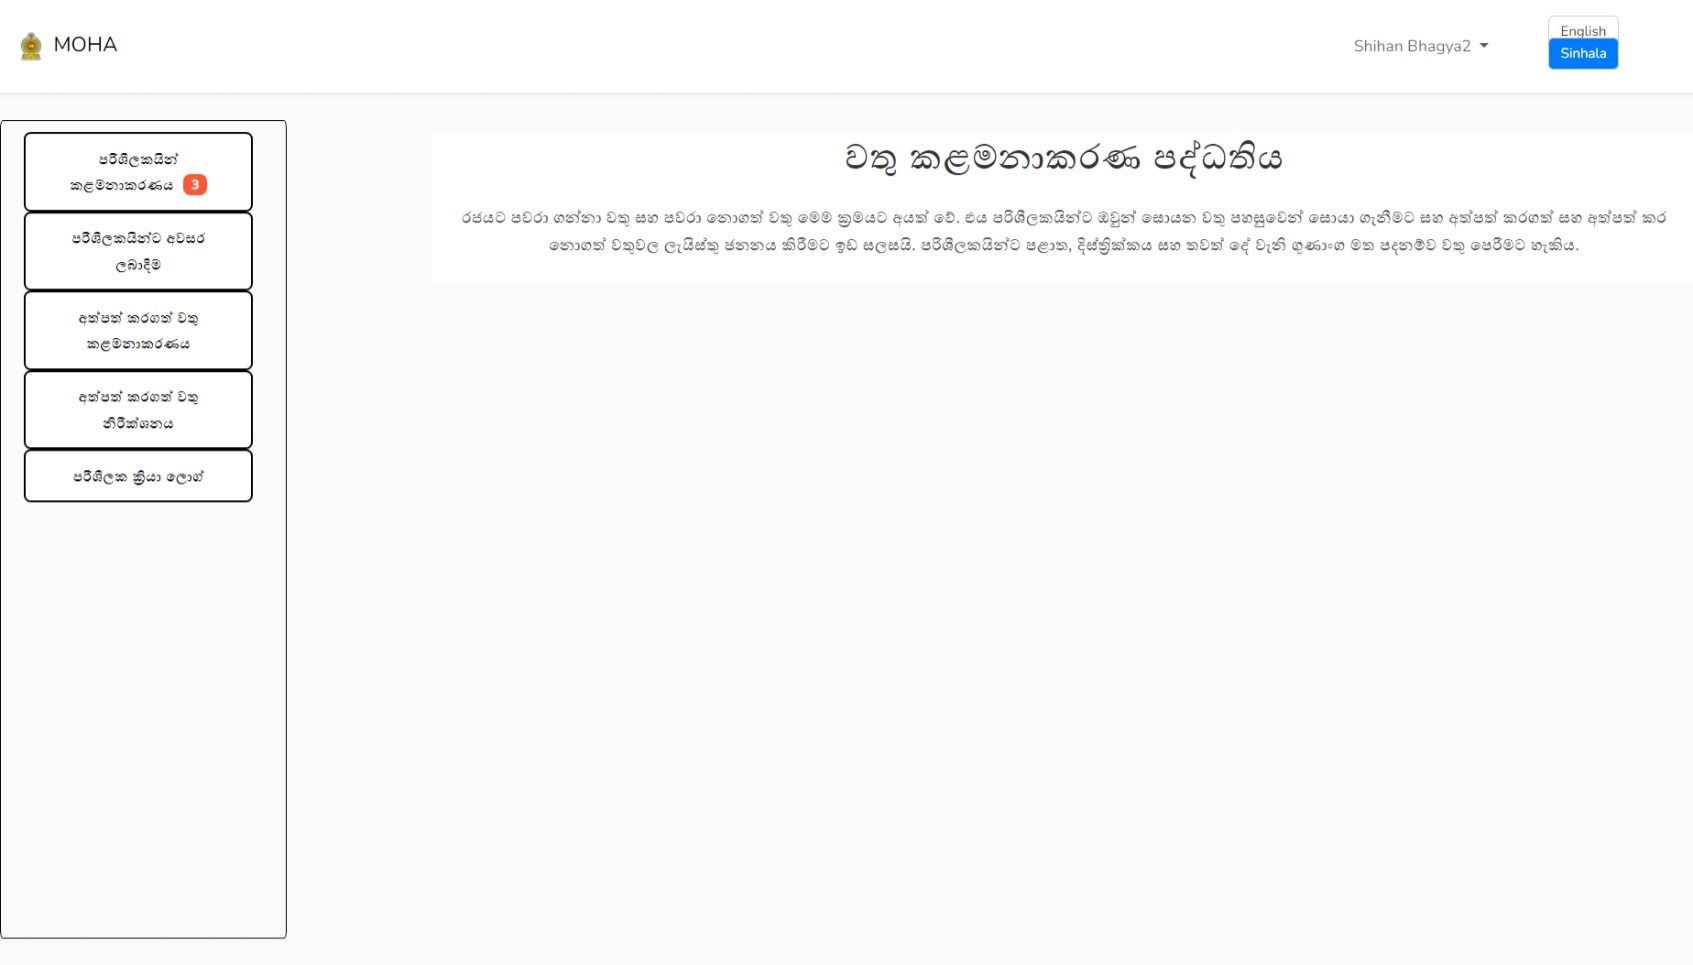 MOHA
Shihan Bhagya2
English
Sinhala
පරිශීලකයින්
කළමනාකරණය 3
පරිශීලකයින්ට අවසර
ලබාදීම
අත්පත් කරගත් වතු
කළමනාකරණය
අත්පත් කරගත් වතු
නිරීක්ශනය
පරිශීලක ක්‍රියා ලොග්
වතු කළමනාකරණ පද්ධතිය
රජයට පවරා ගන්නා වතු සහ පවරා නොගත් වතු මෙම ක්‍රමයට අයත් වේ. එය පරිශීලකයින්ට ඔවුන් සොයන වතු පහසුවෙන් සොයා ගැනීමට සහ අත්පත් කරගත් සහ අත්පත් කර
නොගත් වතුවල ලැයිස්තු ජනනය කිරීමට ඉඩ සලසයි. පරිශීලකයින්ට පළාත, දිස්ත්‍රික්කය සහ තවත් දේ වැනි ගුණාංග මත පදනම්ව වතු පෙරීමට හැකිය.